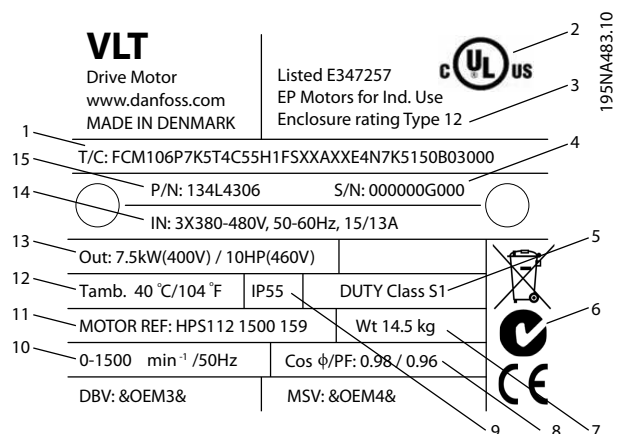 VLT
Drive Motor
www.danfoss.com
MADE IN DENMARK
Listed E347257
EP Motors for Ind. Use
Enclosure rating Type 12
C UL US
2
3
195NA483.10
1
T/C: FCM106P7K5T4C55H1FSXXAXXE4N7K5150B03000
4
15
P/N: 134L4306 S/N: 000000G000
14
IN: 3X380-480V, 50-60Hz, 15/13A
13
Out: 7.5kW(400V) / 10HP(460V)
5
12
Tamb. 40 °C/104 °F IP55 DUTY Class S1
6
11
MOTOR REF: HPS112 1500 159 Wt 14.5 kg
10
0-1500 min⁻¹ /50Hz Cos ϕ/PF: 0.98 / 0.96
CE
DBV: &OEM3& MSV: &OEM4&
9 8 7